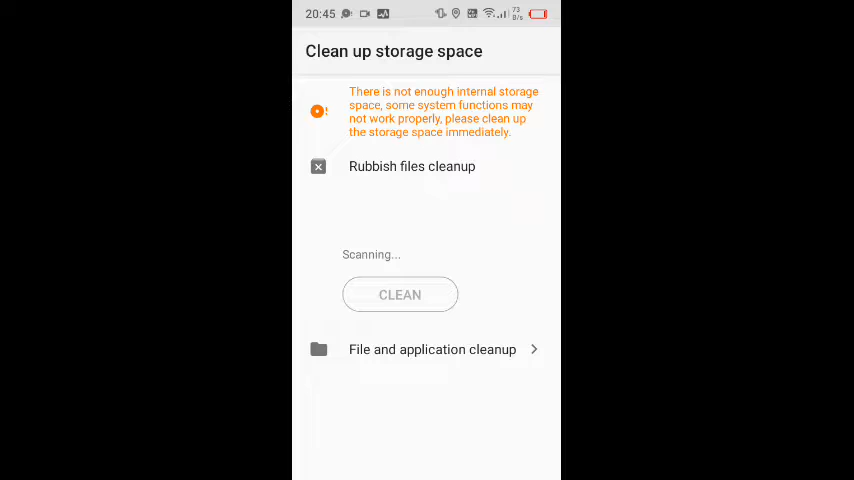 20:45 73
B/s
Clean up storage space
There is not enough internal storage
space, some system functions may
not work properly, please clean up
the storage space immediately.
Rubbish files cleanup
Scanning...
CLEAN
File and application cleanup